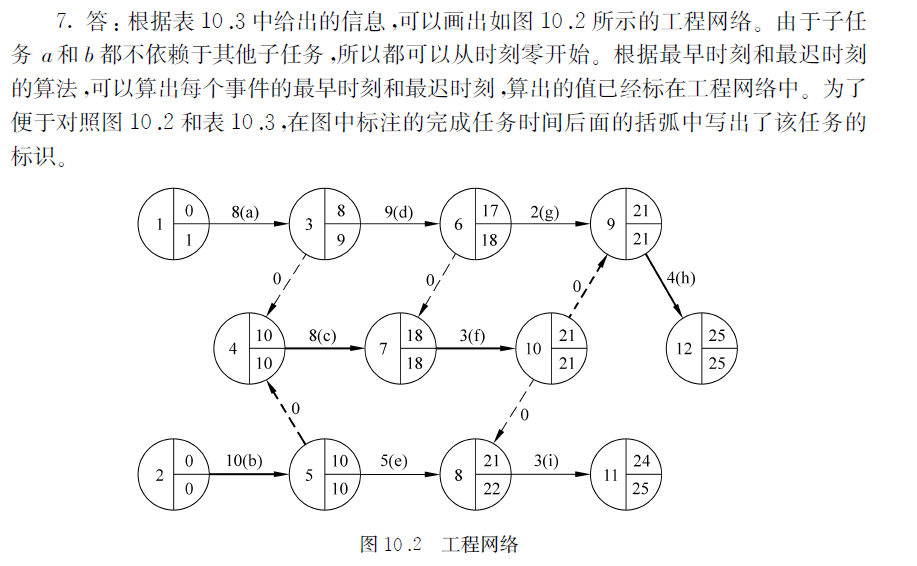 7. 答:根据表 10.3 中给出的信息,可以画出如图 10.2 所示的工程网络。由于子任
务 a 和 b 都不依赖于其他子任务,所以都可以从时刻零开始。根据最早时刻和最迟时刻
的算法,可以算出每个事件的最早时刻和最迟时刻,算出的值已经标在工程网络中。为了
便于对照图 10.2 和表 10.3,在图中标注的完成任务时间后面的括弧中写出了该任务的
标识。
1 0 1 8(a) 3 8 9 9(d) 6 17 18 2(g) 9 21 21
0 0 0 4(h)
4 10 10 8(c) 7 18 18 3(f) 10 21 21 12 25 25
0 0
2 0 0 10(b) 5 10 10 5(e) 8 21 22 3(i) 11 24 25
图 10.2 工程网络